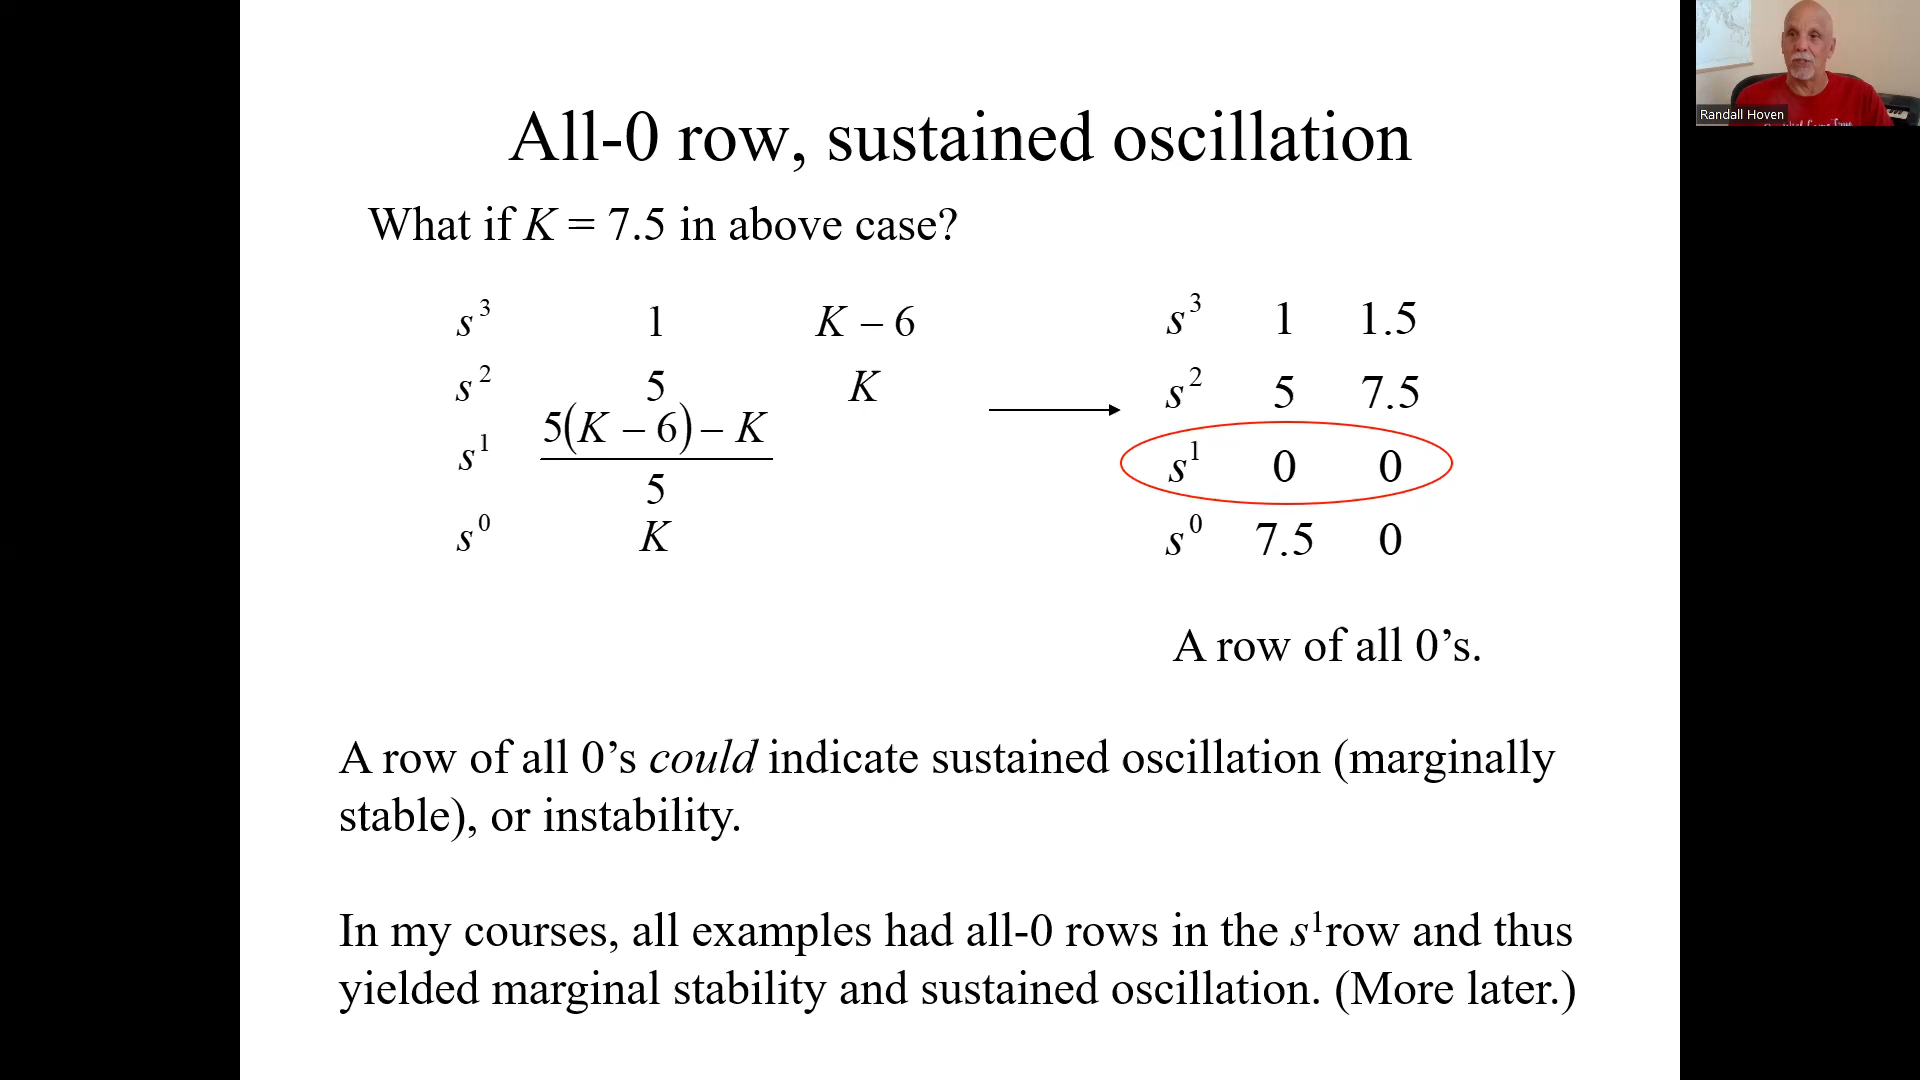 All-0 row, sustained oscillation
Randall Hoven
What if K = 7.5 in above case?
s³ 1 K – 6
s² 5 K
s¹ 5(K – 6) – K
5
s⁰ K
s³ 1 1.5
s² 5 7.5
s¹ 0 0
s⁰ 7.5 0
A row of all 0’s.
A row of all 0’s could indicate sustained oscillation (marginally
stable), or instability.
In my courses, all examples had all-0 rows in the s¹row and thus
yielded marginal stability and sustained oscillation. (More later.)